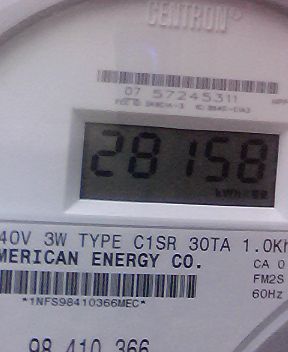 CENTRON®
07 57245311
28158
kWh
40V 3W TYPE C1SR 30TA 1.0Kh
MERICAN ENERGY CO.
CA 0
FM2S
*1NFS98410366MEC*
60Hz
98 410 366